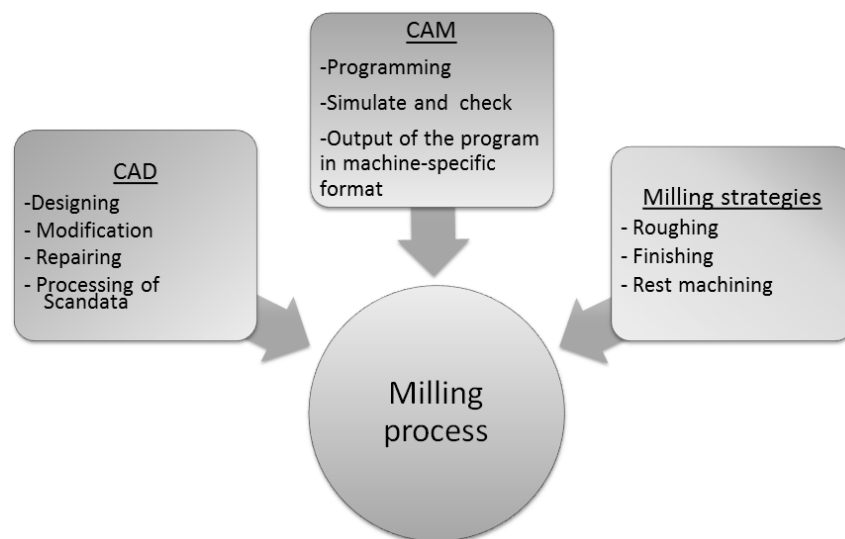 CAM
-Programming
-Simulate and check
-Output of the program
in machine-specific
format
CAD
-Designing
- Modification
- Repairing
- Processing of
Scandata
Milling strategies
- Roughing
- Finishing
- Rest machining
Milling
process